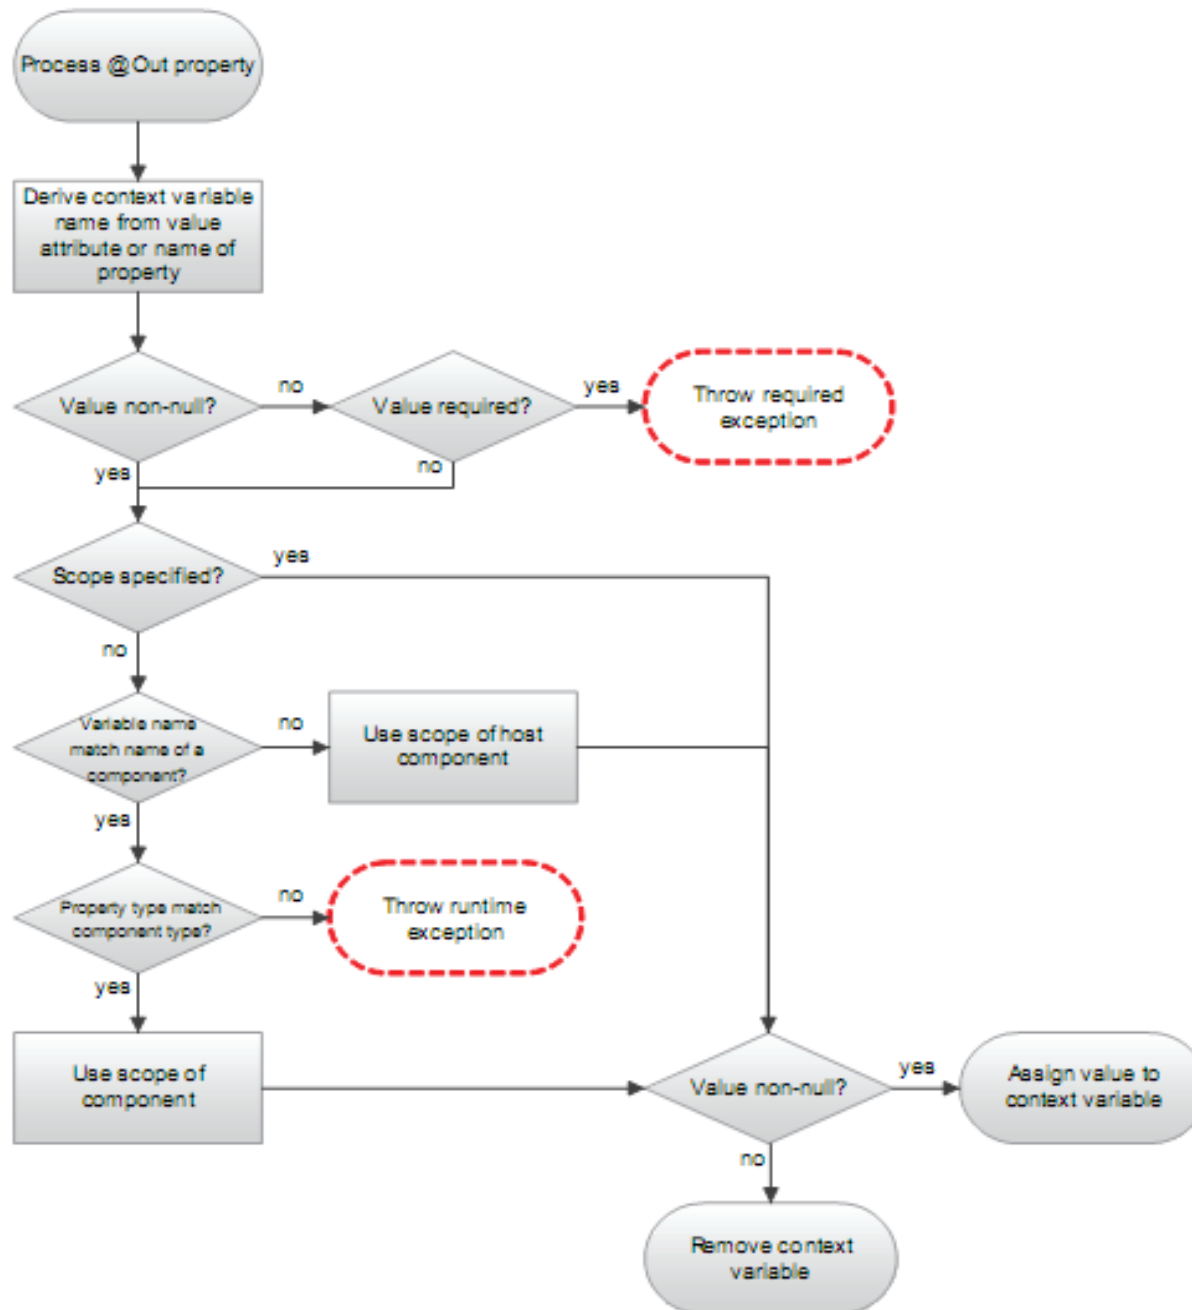 Process @Out property
Derive context variable
name from value
attribute or name of
property
Value non-null?
no
Value required?
yes
Throw required
exception
yes
no
Scope specified?
yes
no
Variable name
match name of a
component?
no
Use scope of host
component
yes
Property type match
component type?
no
Throw runtime
exception
yes
Use scope of
component
Value non-null?
yes
Assign value to
context variable
no
Remove context
variable